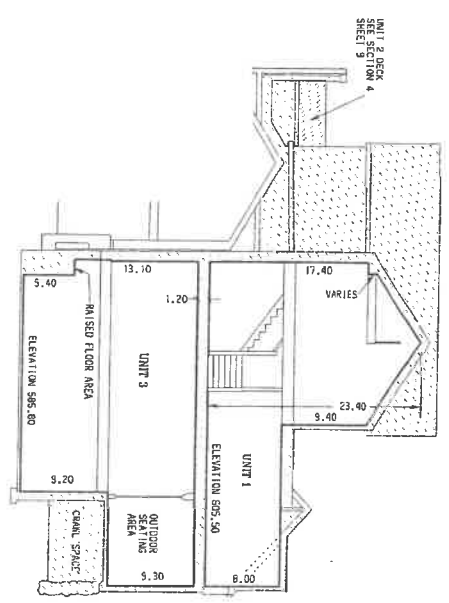 UNIT 2 DECK
SEE SECTION 4
SHEET 9
17.40
VARIES
23.40
9.40
13.10
1.20
UNIT 3
UNIT 1
ELEVATION 605.50
8.00
5.40
RAISED FLOOR AREA
ELEVATION 585.80
9.20
OUTDOOR
SEATING
AREA
9.30
CRAWL SPACE